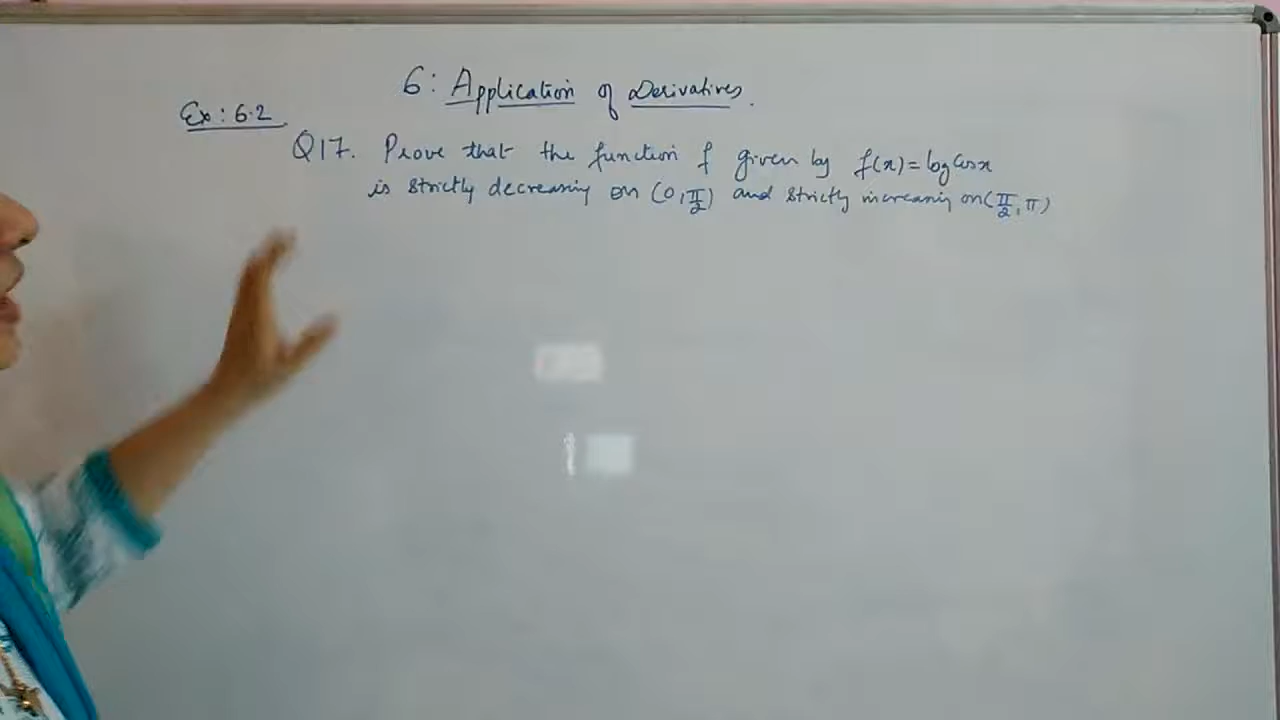 6: Application of Derivatives.
Ex: 6.2
Q17. Prove that the function f given by f(x) = log cos x
is strictly decreasing on (0, π/2) and strictly increasing on (π/2, π)